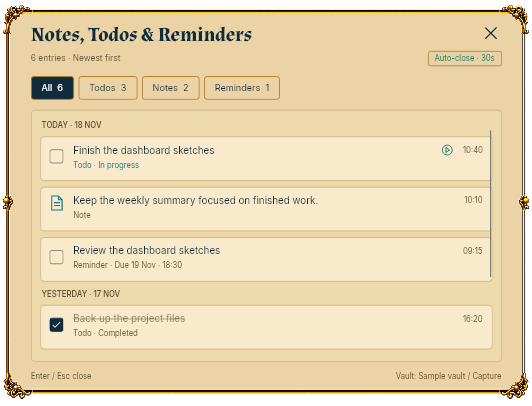 Notes, Todos & Reminders
6 entries · Newest first
Auto-close · 30s
All 6
Todos 3
Notes 2
Reminders 1
TODAY · 18 NOV
Finish the dashboard sketches
10:40
Todo · In progress
Keep the weekly summary focused on finished work.
10:10
Note
Review the dashboard sketches
09:15
Reminder · Due 19 Nov · 18:30
YESTERDAY · 17 NOV
Back up the project files
16:20
Todo · Completed
Enter / Esc close
Vault: Sample vault / Capture